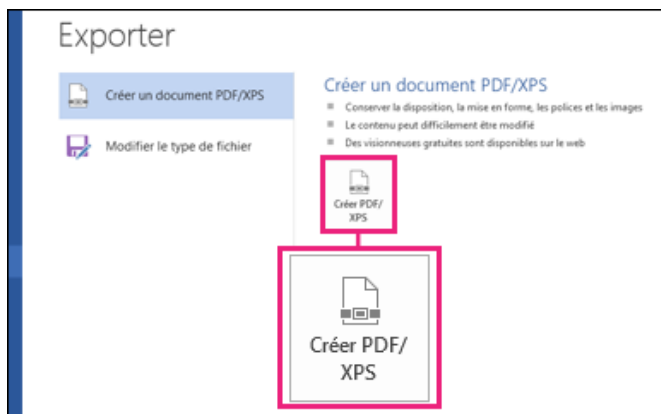 Exporter
Créer un document PDF/XPS
Modifier le type de fichier
Créer un document PDF/XPS
Conserver la disposition, la mise en forme, les polices et les images
Le contenu peut difficilement être modifié
Des visionneuses gratuites sont disponibles sur le web
Créer PDF/
XPS
Créer PDF/
XPS